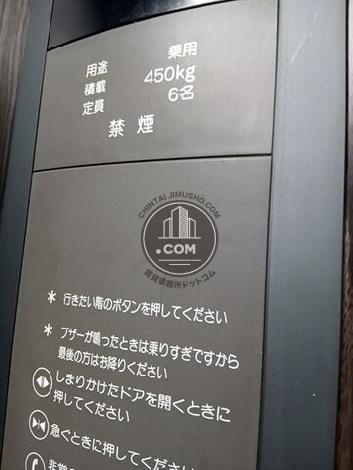 用途 乗用
積載 450kg
定員 6名
禁煙
CHINTAI JIMUSHO.COM
.COM
賃貸事務所ドットコム
* 行きたい階のボタンを押してください
* ブザーが鳴ったときは乗りすぎですから
最後の方はお降りください
しまりかけたドアを開くときに
押してください
急ぐときに押してください
非常の